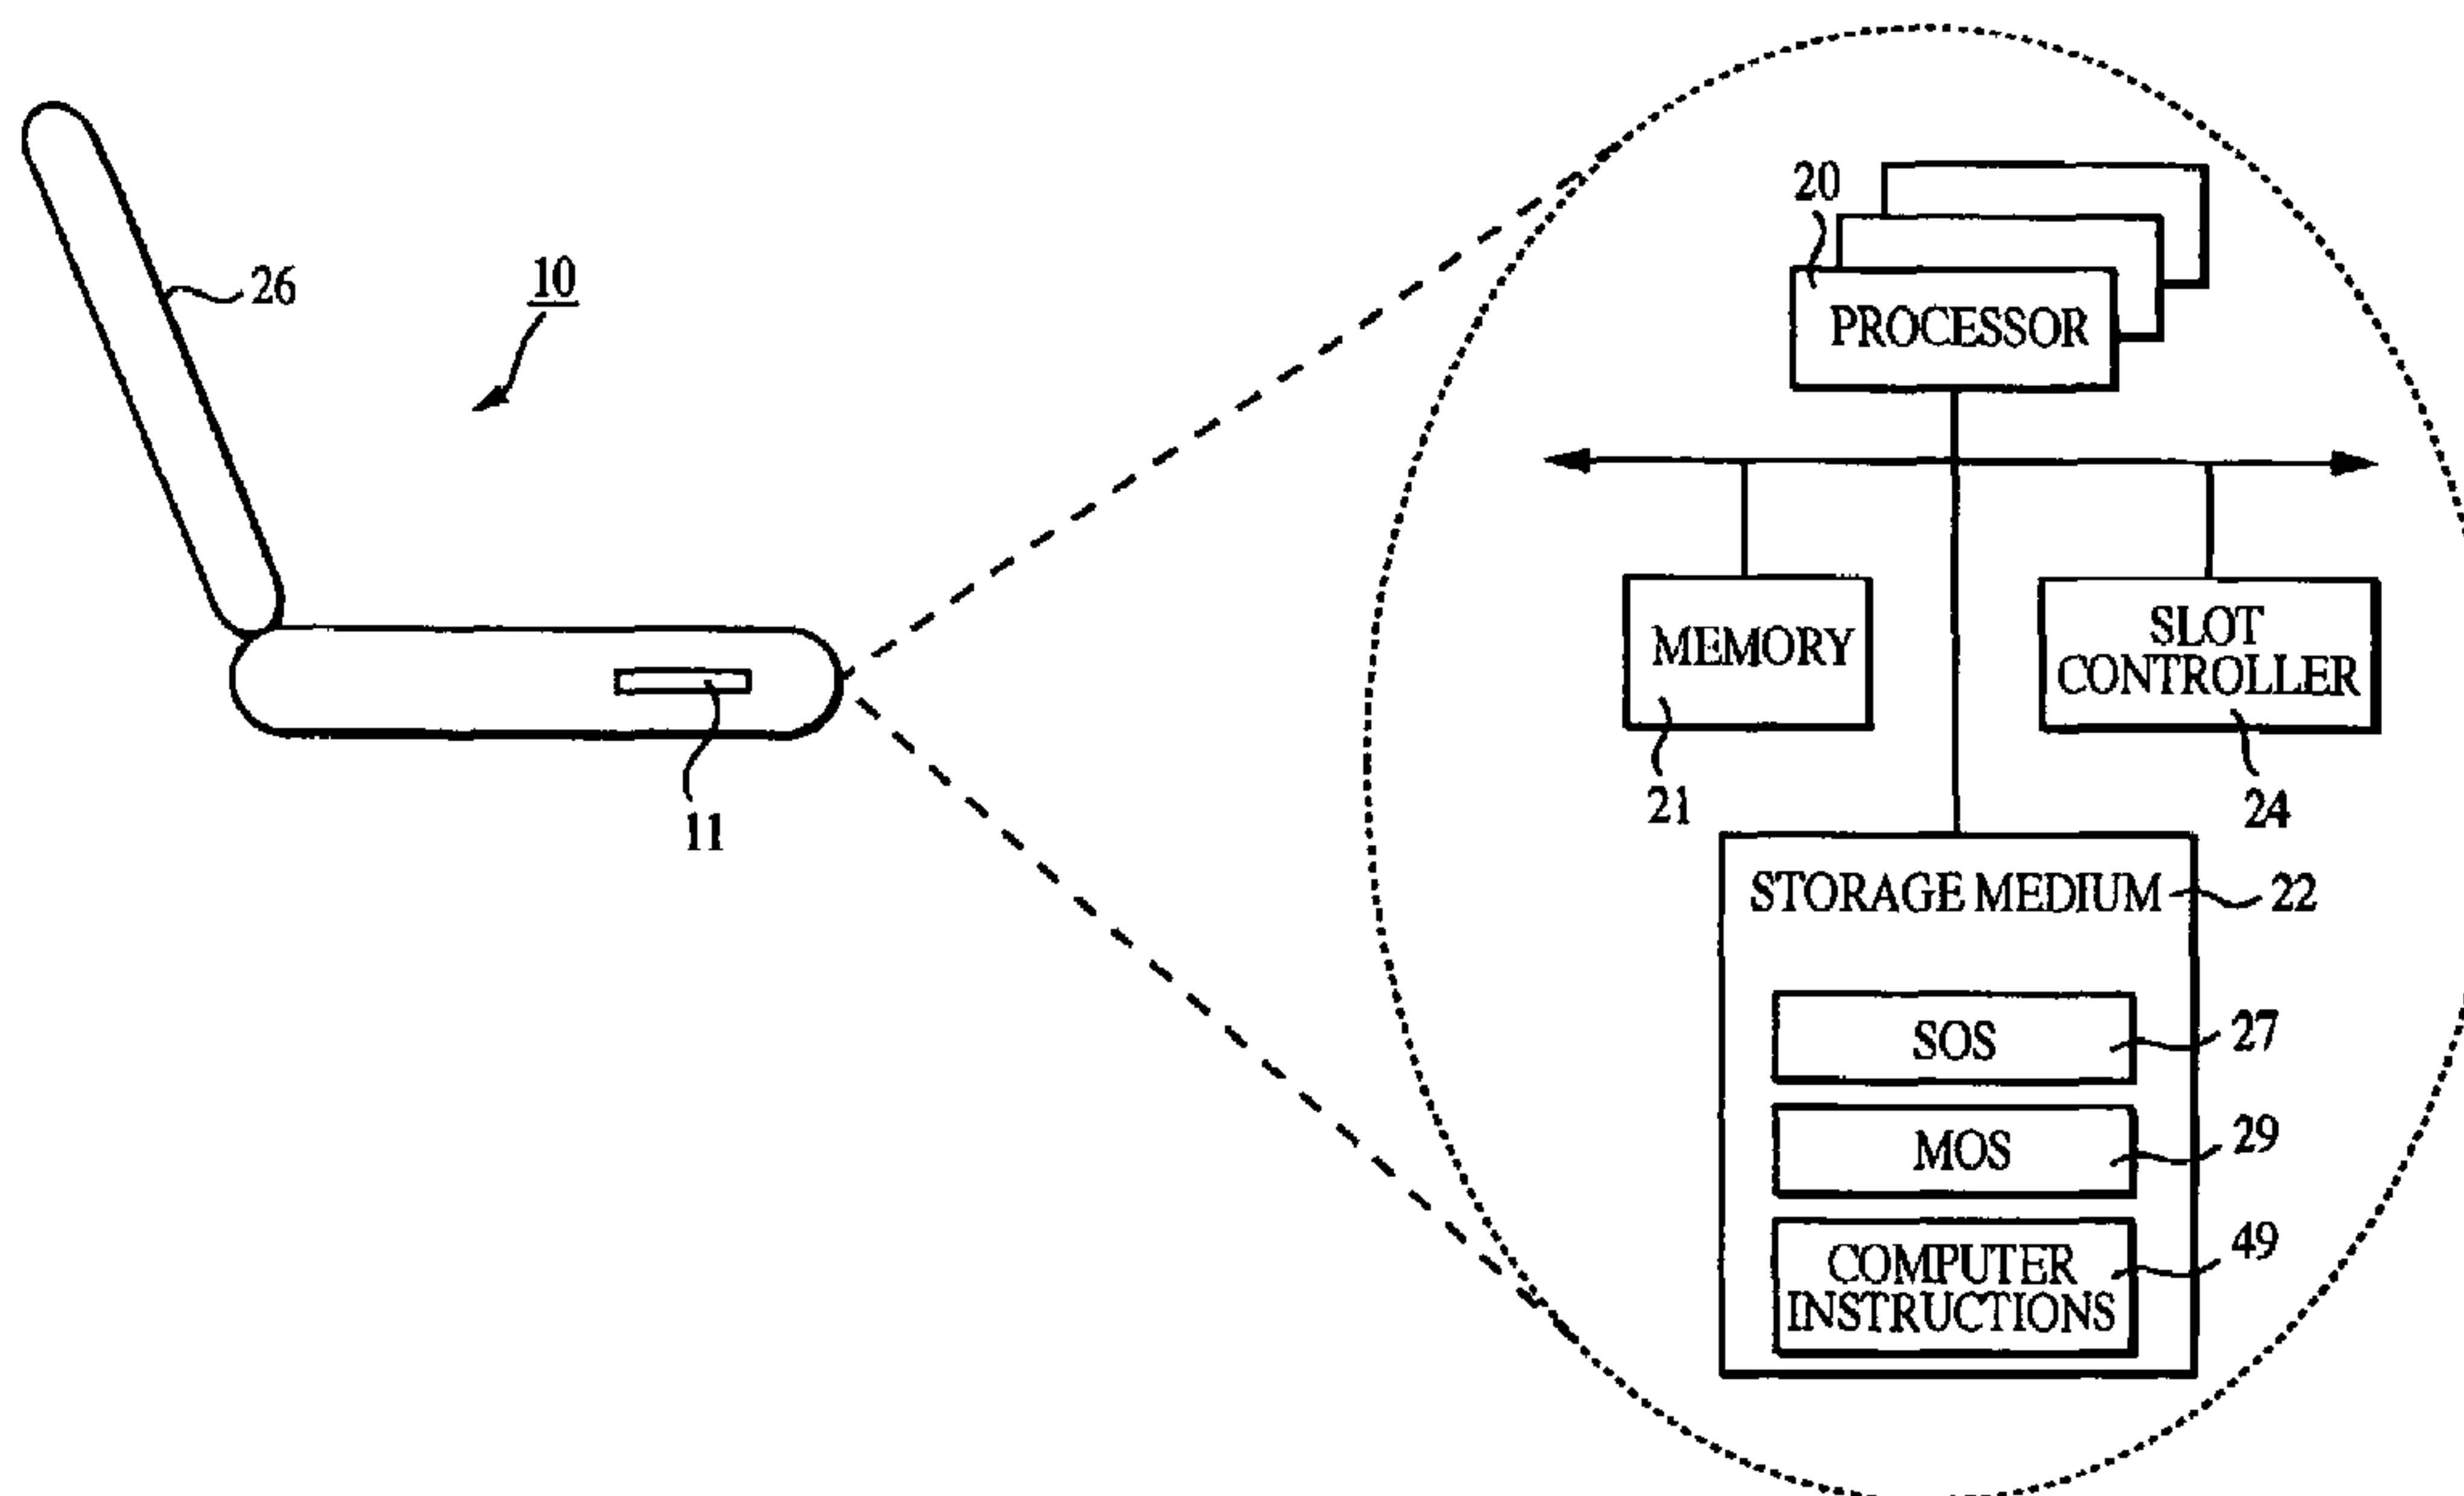 20
PROCESSOR
26
10
MEMORY
SLOT
CONTROLLER
21
24
11
STORAGE MEDIUM
22
SOS
27
MOS
29
COMPUTER
INSTRUCTIONS
49